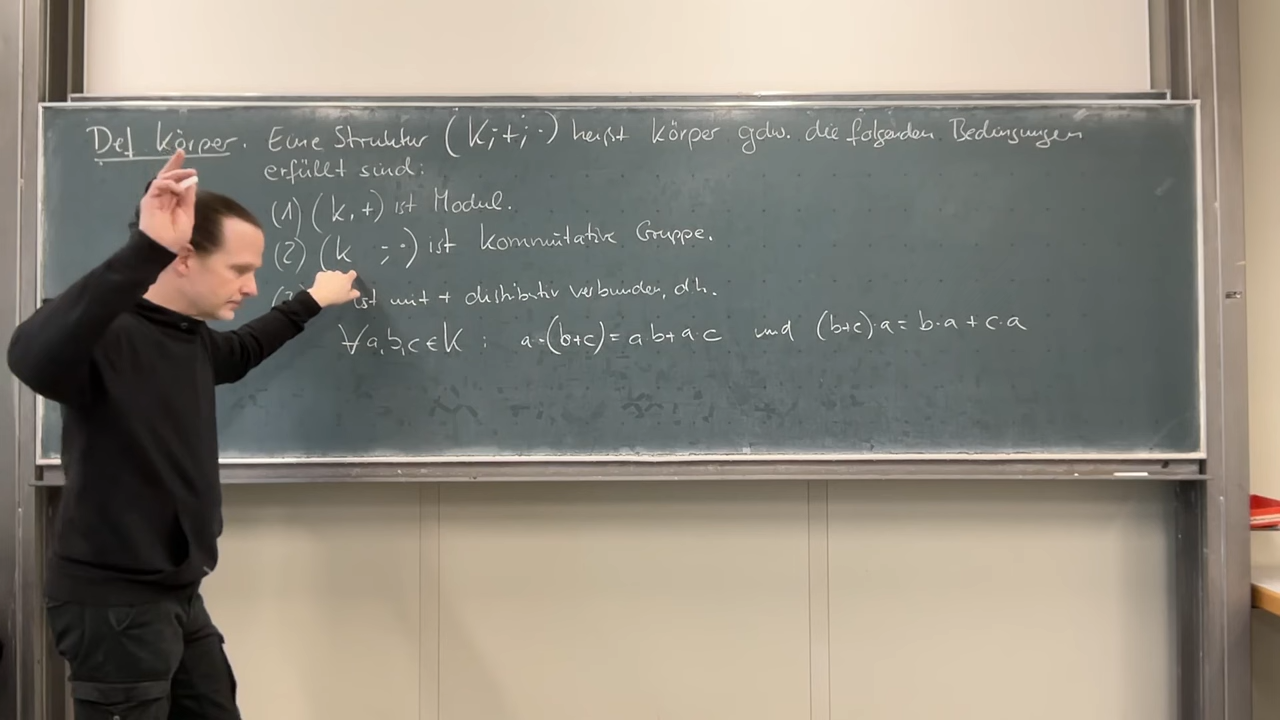 Def Körper. Eine Struktur (K;+;·) heißt Körper gdw. die folgenden Bedingungen
erfüllt sind:
(1) (K,+) ist Modul.
(2) (K ;·) ist kommutative Gruppe.
ist mit + distributiv verbunden, d.h.
∀a,b,c∈K : a·(b+c)=a·b+a·c und (b+c)·a=b·a+c·a